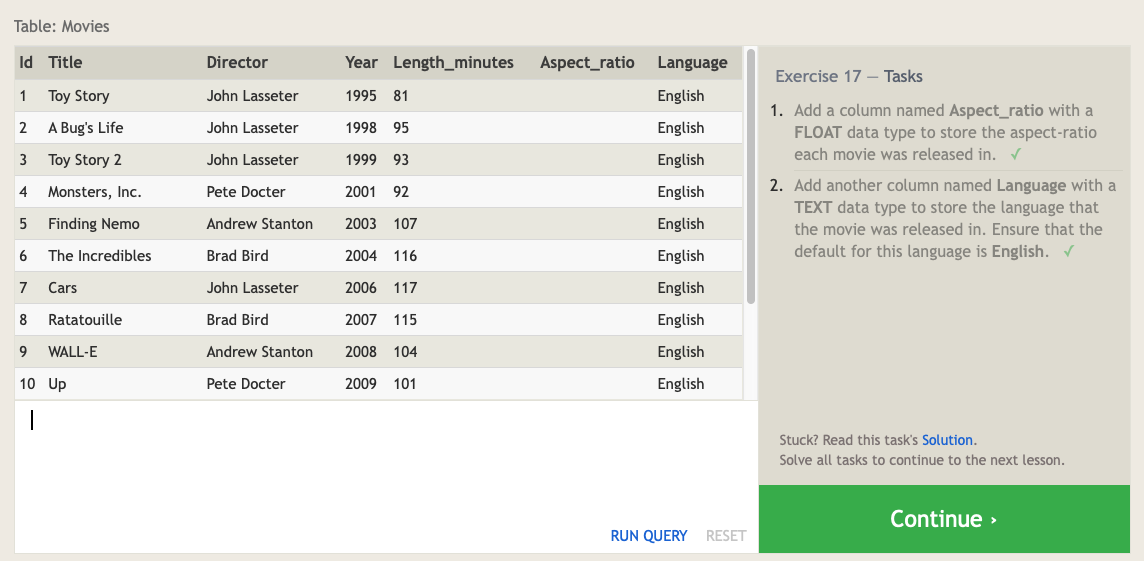 Table: Movies
Id Title Director Year Length_minutes Aspect_ratio Language
1 Toy Story John Lasseter 1995 81 English
2 A Bug's Life John Lasseter 1998 95 English
3 Toy Story 2 John Lasseter 1999 93 English
4 Monsters, Inc. Pete Docter 2001 92 English
5 Finding Nemo Andrew Stanton 2003 107 English
6 The Incredibles Brad Bird 2004 116 English
7 Cars John Lasseter 2006 117 English
8 Ratatouille Brad Bird 2007 115 English
9 WALL-E Andrew Stanton 2008 104 English
10 Up Pete Docter 2009 101 English
RUN QUERY RESET
Exercise 17 — Tasks
1. Add a column named Aspect_ratio with a
FLOAT data type to store the aspect-ratio
each movie was released in. ✓
2. Add another column named Language with a
TEXT data type to store the language that
the movie was released in. Ensure that the
default for this language is English. ✓
Stuck? Read this task's Solution.
Solve all tasks to continue to the next lesson.
Continue ›